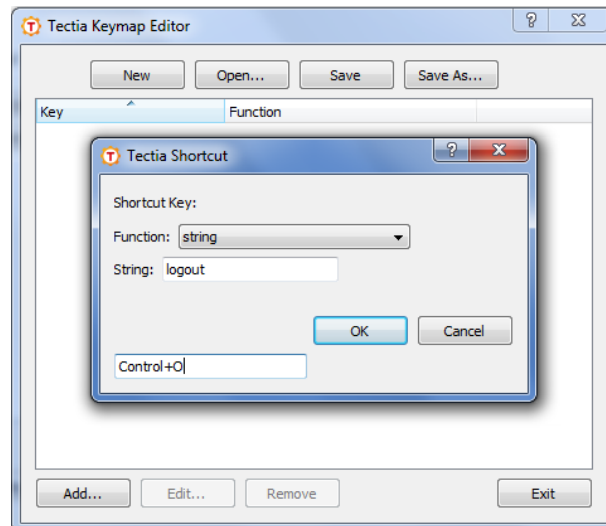 Tectia Keymap Editor
New Open... Save Save As...
Key Function
Tectia Shortcut
Shortcut Key:
Function: string
String: logout
OK Cancel
Control+O
Add... Edit... Remove Exit